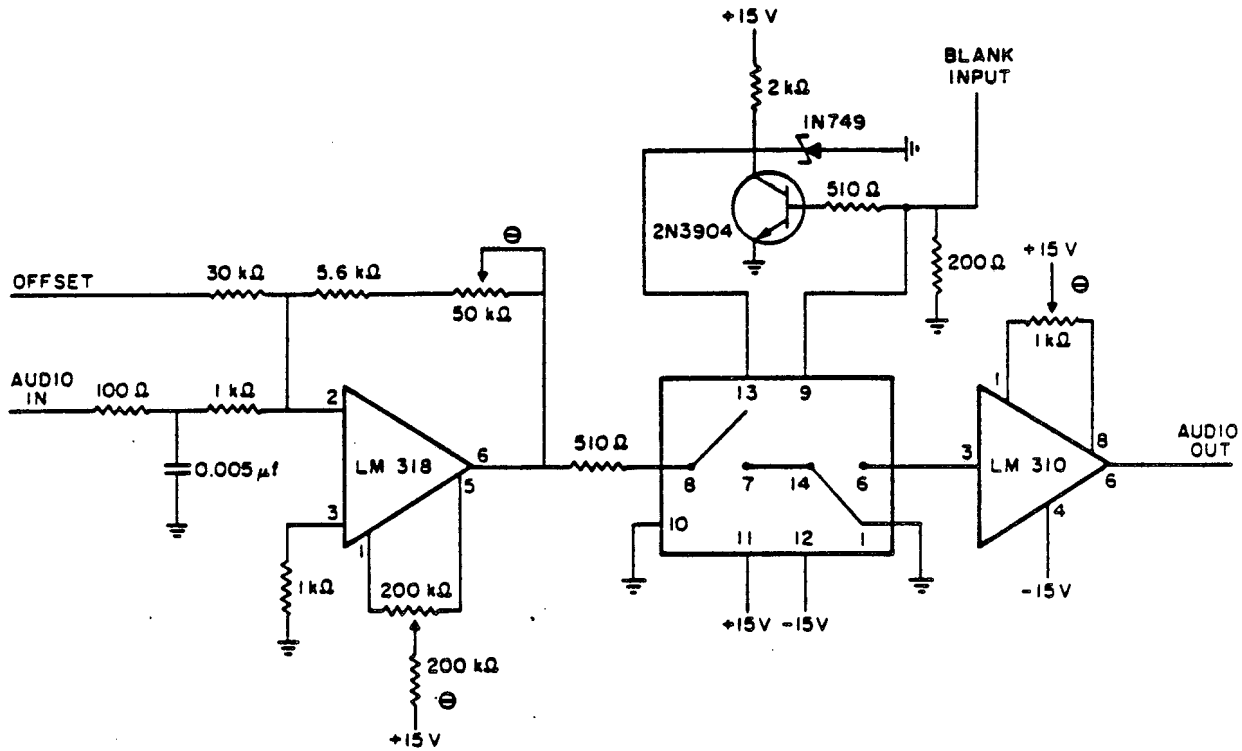 +15 V
2 kΩ
BLANK
INPUT
1N749
510 Ω
2N3904
200 Ω
+15 V
⊖
1 kΩ
⊖
OFFSET
30 kΩ
5.6 kΩ
50 kΩ
AUDIO
IN
100 Ω
1 kΩ
0.005 μf
2
LM 318
6
5
3
1
1 kΩ
200 kΩ
200 kΩ
⊖
+15 V
510 Ω
13
9
8
7
14
6
10
11
12
1
+15 V
-15V
1
3
LM 310
8
6
4
-15V
AUDIO
OUT